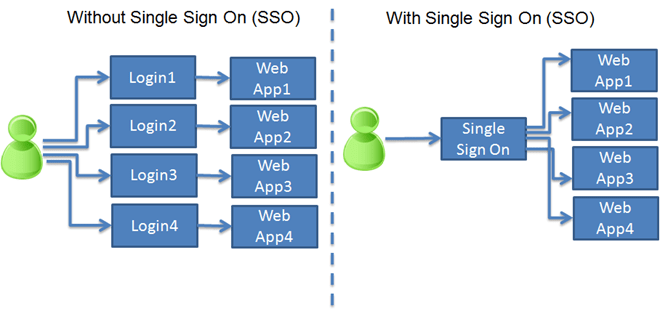 Without Single Sign On (SSO)
Login1
Web
App1
Login2
Web
App2
Login3
Web
App3
Login4
Web
App4
With Single Sign On (SSO)
Single
Sign On
Web
App1
Web
App2
Web
App3
Web
App4